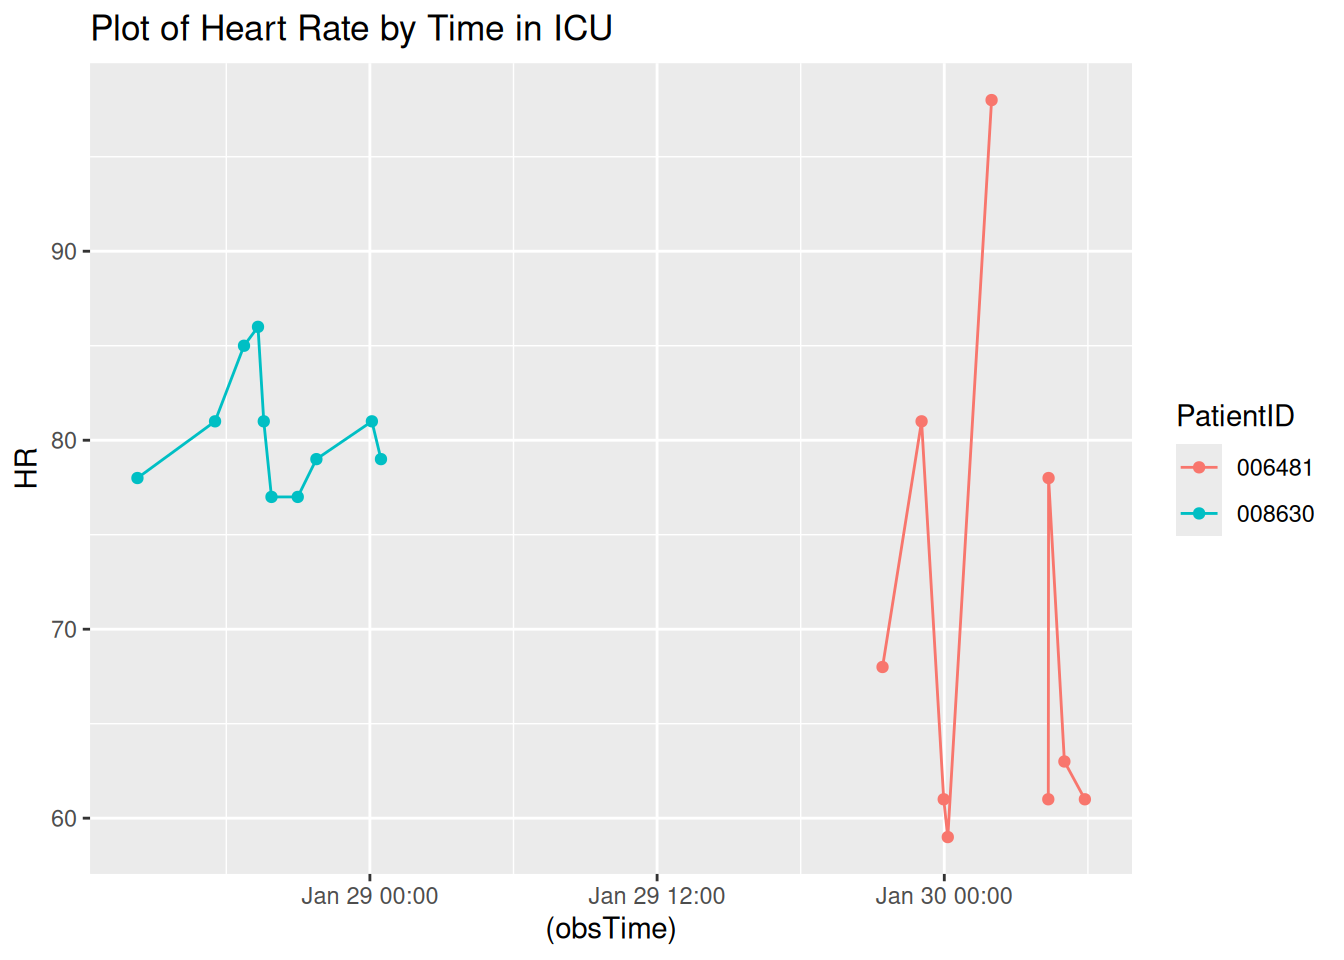 Plot of Heart Rate by Time in ICU
90
80
70
60
HR
Jan 29 00:00
Jan 29 12:00
Jan 30 00:00
(obsTime)
PatientID
006481
008630